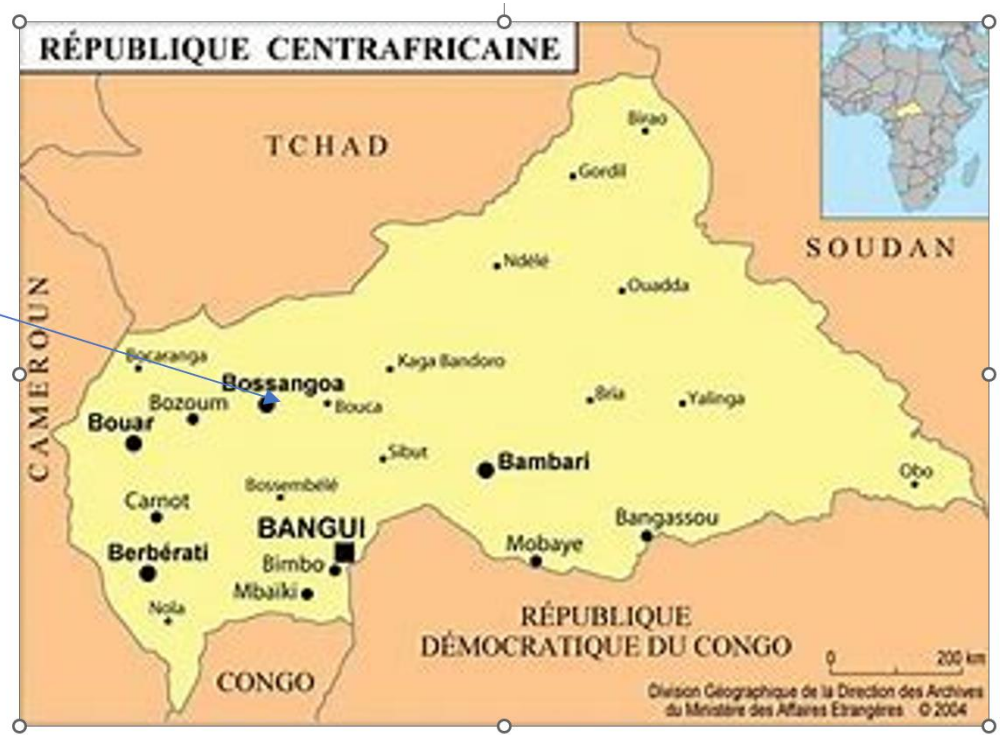 RÉPUBLIQUE CENTRAFRICAINE
Birao
TCHAD
Gordil
SOUDAN
Ndélé
Ouadda
CAMEROUN
Bocaranga
Kaga Bandoro
Bossangoa
Bria
Yalinga
Bozoum
Bouca
Bouar
Sibut
Bambari
Obo
Bossembélé
Carnot
Bangassou
BANGUI
Mobaye
Berbérati
Bimbo
Mbaïki
Nola
RÉPUBLIQUE
DÉMOCRATIQUE DU CONGO
CONGO
0 200 km
Division Géographique de la Direction des Archives
du Ministère des Affaires Etrangères © 2004